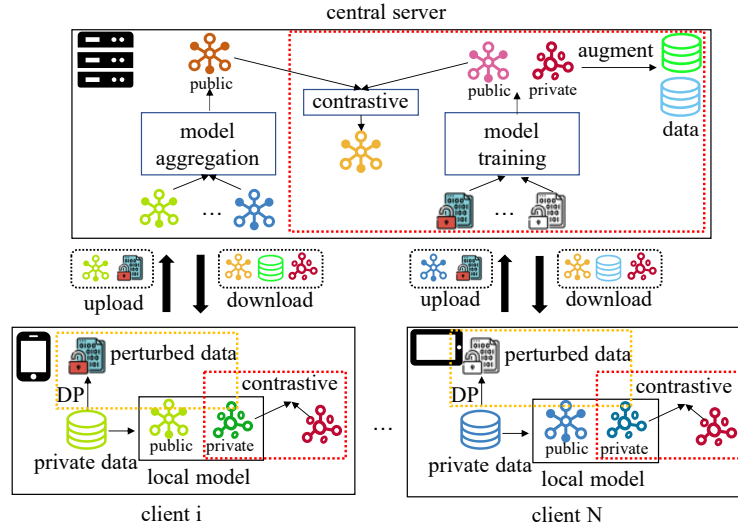 central server
public
public
private
augment
contrastive
data
model
aggregation
model
training
...
...
upload
download
upload
download
perturbed data
DP
contrastive
private data
public
private
local model
client i
...
perturbed data
DP
contrastive
private data
public
private
local model
client N